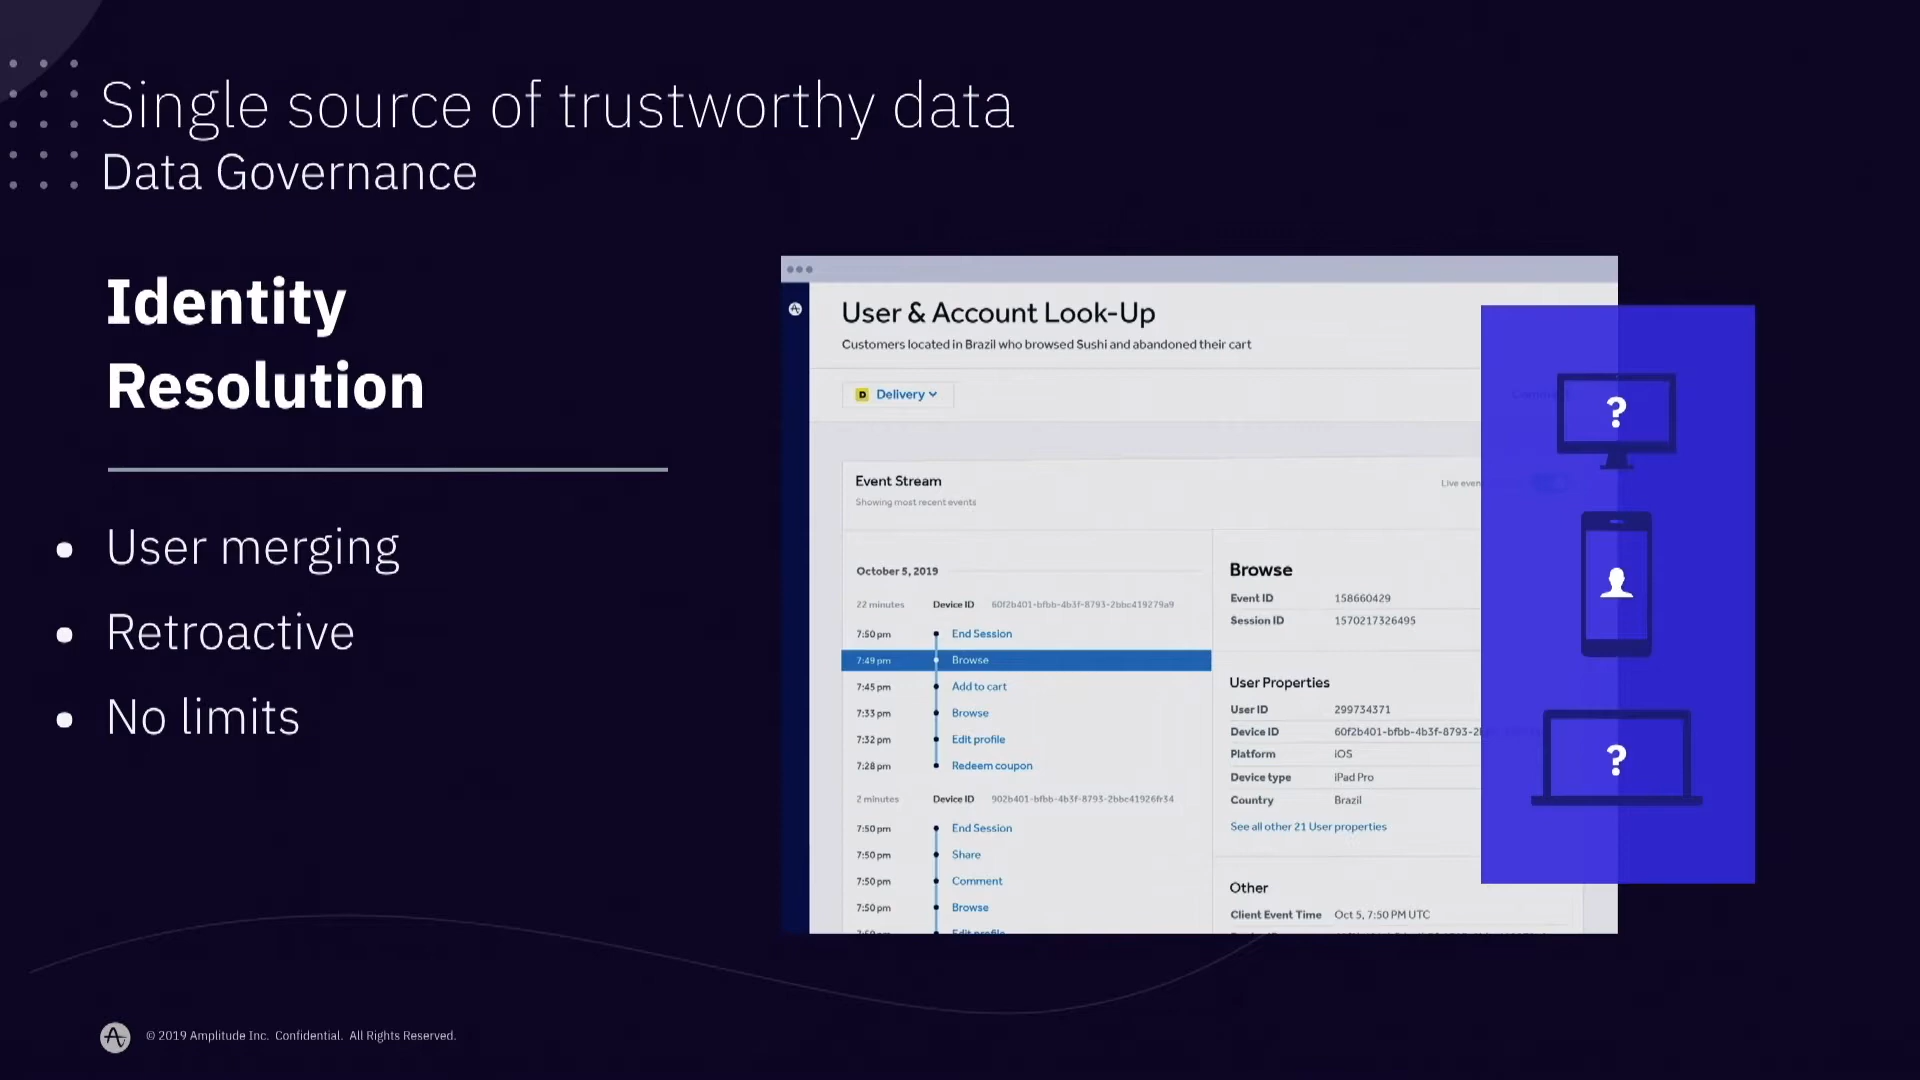 Single source of trustworthy data
Data Governance
Identity
Resolution
• User merging
• Retroactive
• No limits
User & Account Look-Up
Customers located in Brazil who browsed Sushi and abandoned their cart
D Delivery
Event Stream
Showing most recent events
Live even
October 5, 2019
22 minutes Device ID 60f2b401-bfbb-4b3f-8793-2bbc419279a9
7:50 pm End Session
7:49 pm Browse
7:45 pm Add to cart
7:33 pm Browse
7:32 pm Edit profile
7:28 pm Redeem coupon
2 minutes Device ID 902b401-bfbb-4b3f-8793-2bbc41926fr34
7:50 pm End Session
7:50 pm Share
7:50 pm Comment
7:50 pm Browse
Edit profile
Browse
Event ID 158660429
Session ID 1570217326495
User Properties
User ID 299734371
Device ID 60f2b401-bfbb-4b3f-8793-2
Platform iOS
Device type iPad Pro
Country Brazil
See all other 21 User properties
Other
Client Event Time Oct 5, 7:50 PM UTC
?
?
© 2019 Amplitude Inc. Confidential. All Rights Reserved.